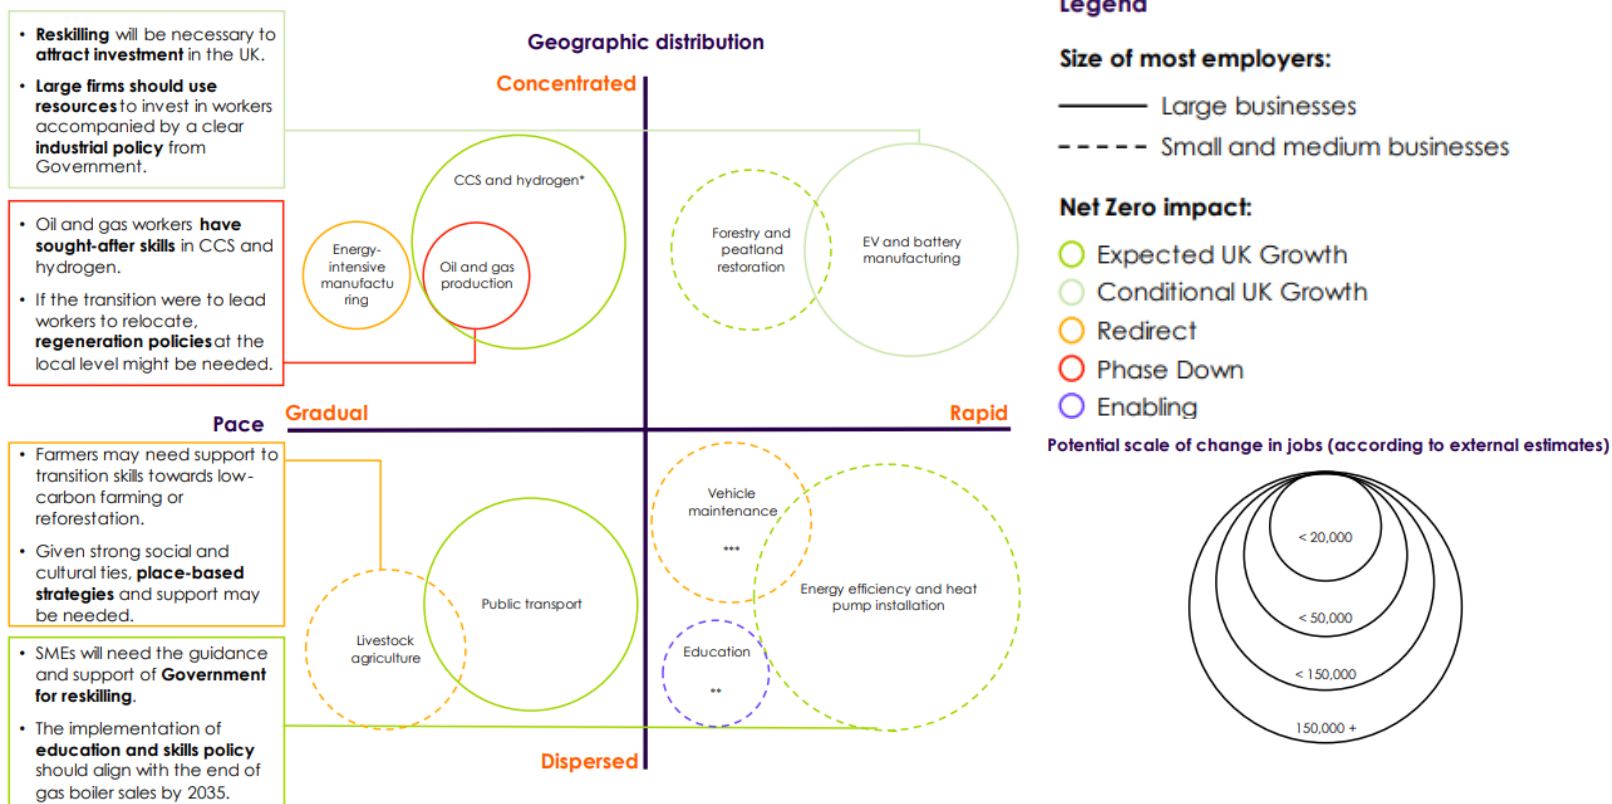 • Reskilling will be necessary to
attract investment in the UK.
• Large firms should use
resources to invest in workers
accompanied by a clear
industrial policy from
Government.
• Oil and gas workers have
sought-after skills in CCS and
hydrogen.
• If the transition were to lead
workers to relocate,
regeneration policies at the
local level might be needed.
Pace
• Farmers may need support to
transition skills towards low-
carbon farming or
reforestation.
• Given strong social and
cultural ties, place-based
strategies and support may
be needed.
• SMEs will need the guidance
and support of Government
for reskilling.
• The implementation of
education and skills policy
should align with the end of
gas boiler sales by 2035.
Geographic distribution
Concentrated
CCS and hydrogen*
Energy-
intensive
manufactu
ring
Oil and gas
production
Forestry and
peatland
restoration
EV and battery
manufacturing
Gradual
Rapid
Vehicle
maintenance
***
Public transport
Energy efficiency and heat
pump installation
Livestock
agriculture
Education
**
Dispersed
Legend
Size of most employers:
Large businesses
Small and medium businesses
Net Zero impact:
Expected UK Growth
Conditional UK Growth
Redirect
Phase Down
Enabling
Potential scale of change in jobs (according to external estimates)
< 20,000
< 50,000
< 150,000
150,000 +